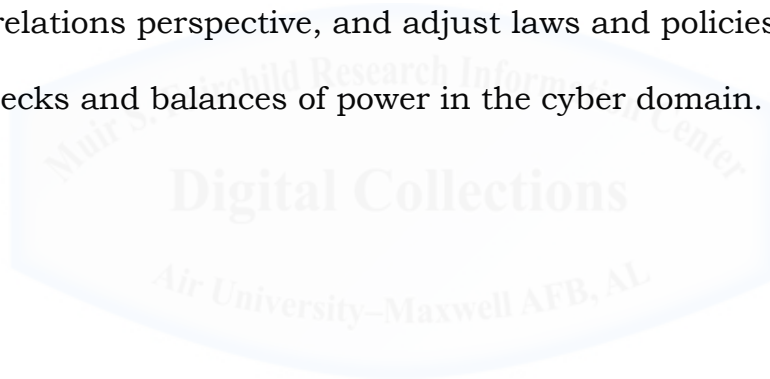 relations perspective, and adjust laws and policies
ecks and balances of power in the cyber domain.
Muir S. Fairchild Research Information Center
Digital Collections
Air University–Maxwell AFB, AL